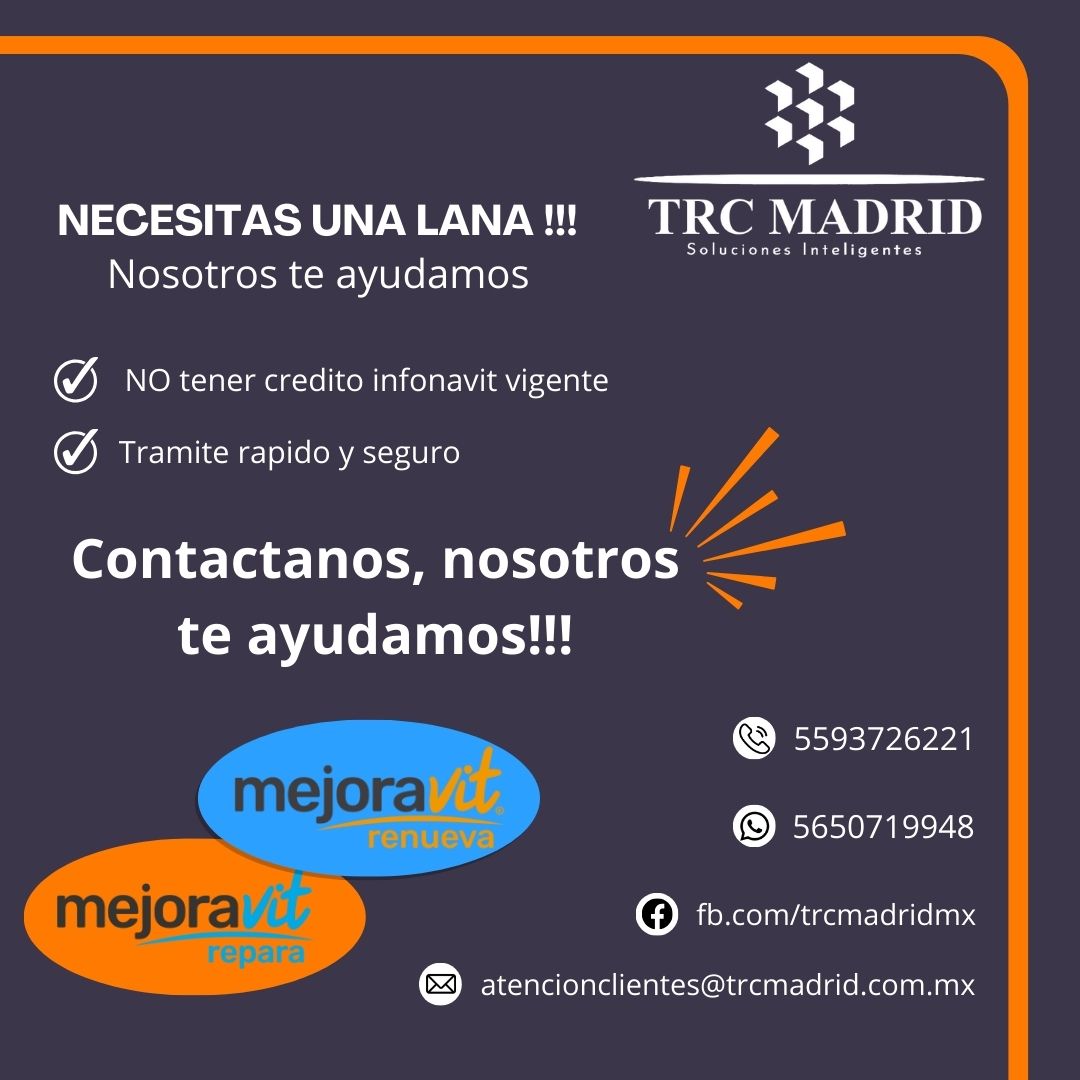 TRC MADRID
Soluciones Inteligentes
NECESITAS UNA LANA !!!
Nosotros te ayudamos
NO tener credito infonavit vigente
Tramite rapido y seguro
Contactanos, nosotros
te ayudamos!!!
mejoravit®
renueva
mejoravit
repara
5593726221
5650719948
fb.com/trcmadridmx
atencionclientes@trcmadrid.com.mx